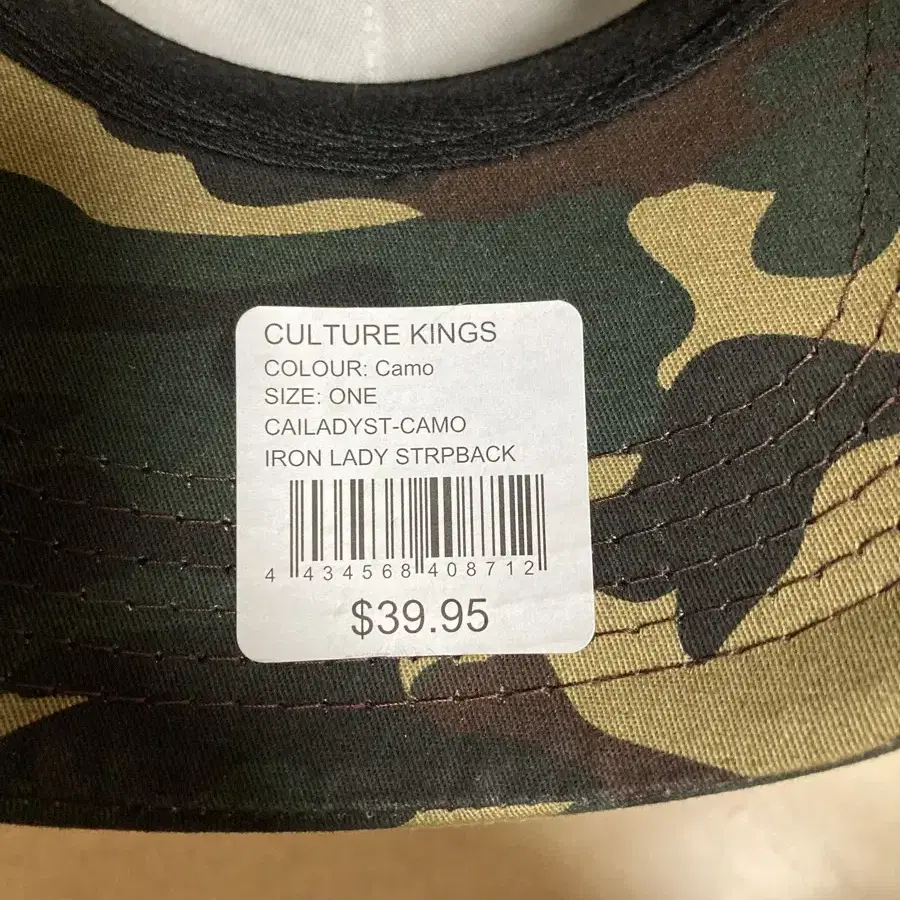 CULTURE KINGS
COLOUR: Camo
SIZE: ONE
CAILADYST-CAMO
IRON LADY STRPBACK
4 434568 408712
$39.95